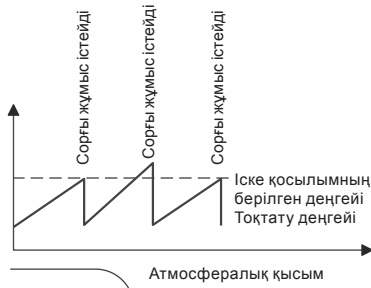 Сорғы жұмыс істейді
Сорғы жұмыс істейді
Сорғы жұмыс істейді
Іске қосылымның
берілген деңгейі
Тоқтату деңгейі
Атмосфералық қысым